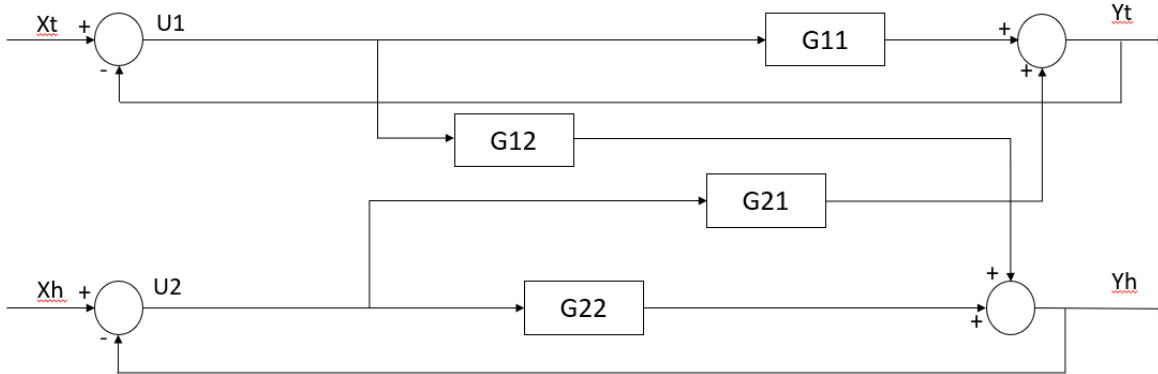 Xt + U1 G11 + Yt
- +
G12
G21
Xh + U2 G22 + + Yh
-